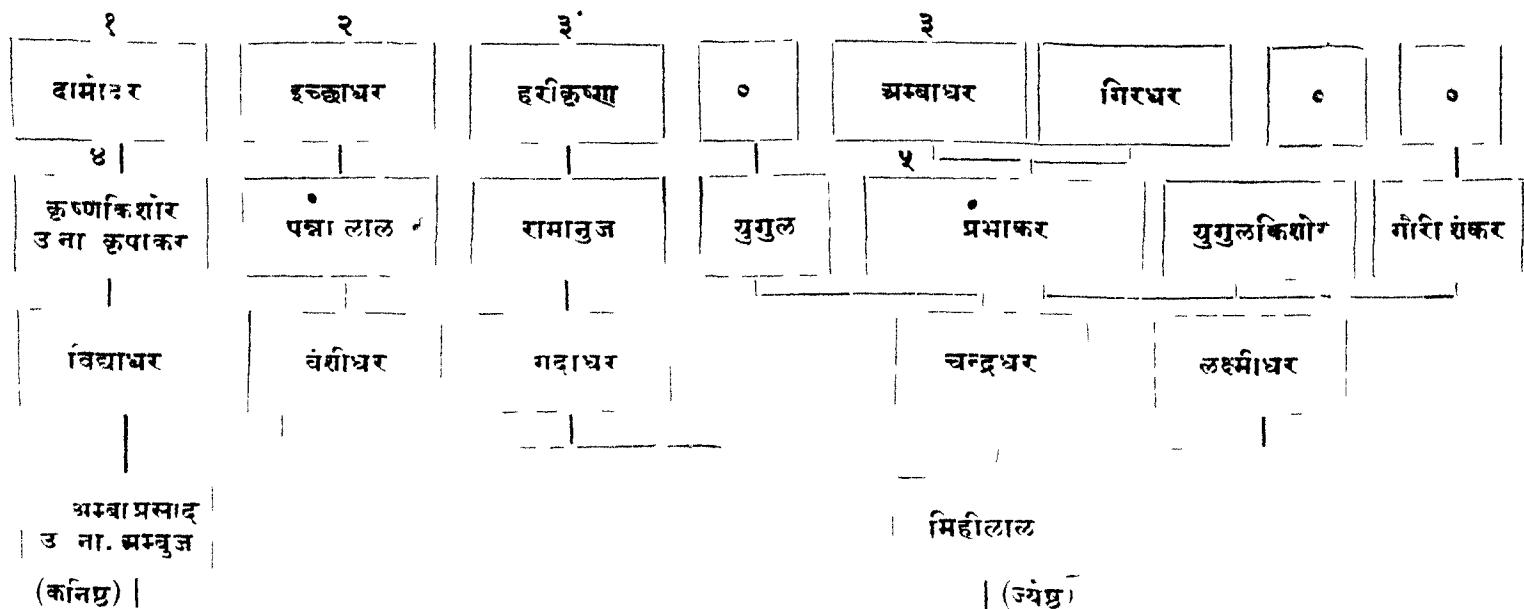 १ २ ३ ३
दामोदर इच्छाधर हरीकृष्ण ० अम्बाधर गिरधर ० ०
४ ५
कृष्णकिशोर
उ ना कृपाकर पन्ना लाल रामानुज युगुल प्रभाकर युगुलकिशोर गौरी शंकर
विद्याधर वंशीधर गदाधर चन्द्रधर लक्ष्मीधर
अम्बा प्रसाद
उ ना. अम्बुज मिहीलाल
(कनिष्ठ) (ज्येष्ठ)